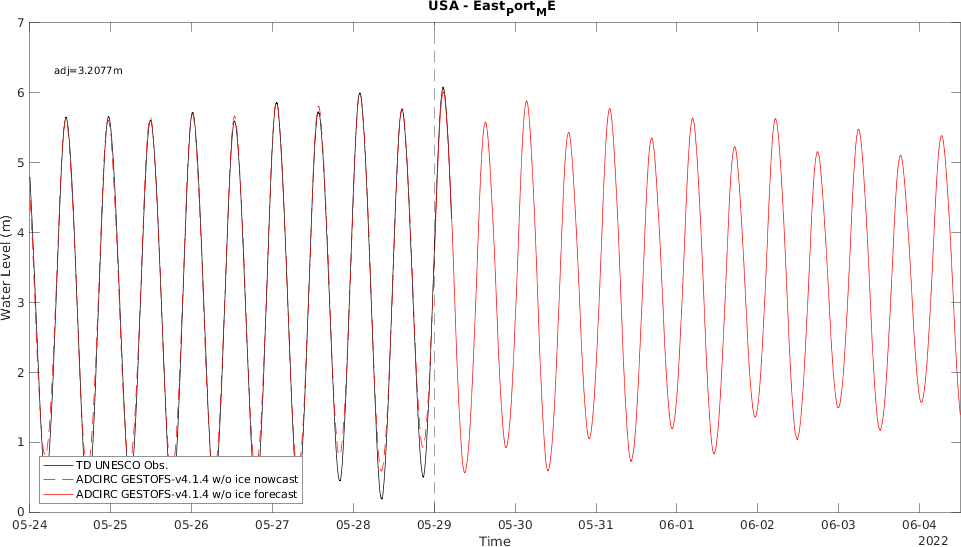 USA - EastPortME
adj=3.2077m
7
6
5
4
3
2
1
0
Water Level (m)
TD UNESCO Obs.
ADCIRC GESTOFS-v4.1.4 w/o ice nowcast
ADCIRC GESTOFS-v4.1.4 w/o ice forecast
05-24 05-25 05-26 05-27 05-28 05-29 05-30 05-31 06-01 06-02 06-03 06-04
Time
2022